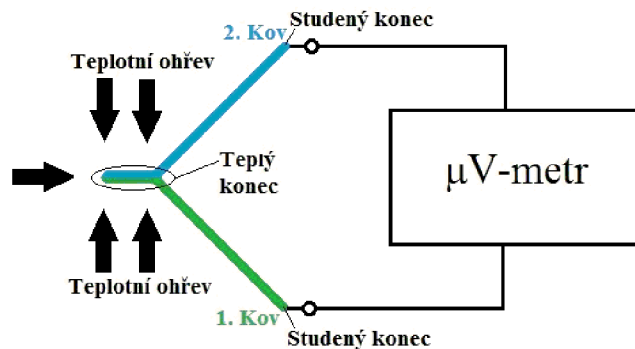 Studený konec
2. Kov
Teplotní ohřev
Teplý
konec
μV-metr
Teplotní ohřev
1. Kov
Studený konec